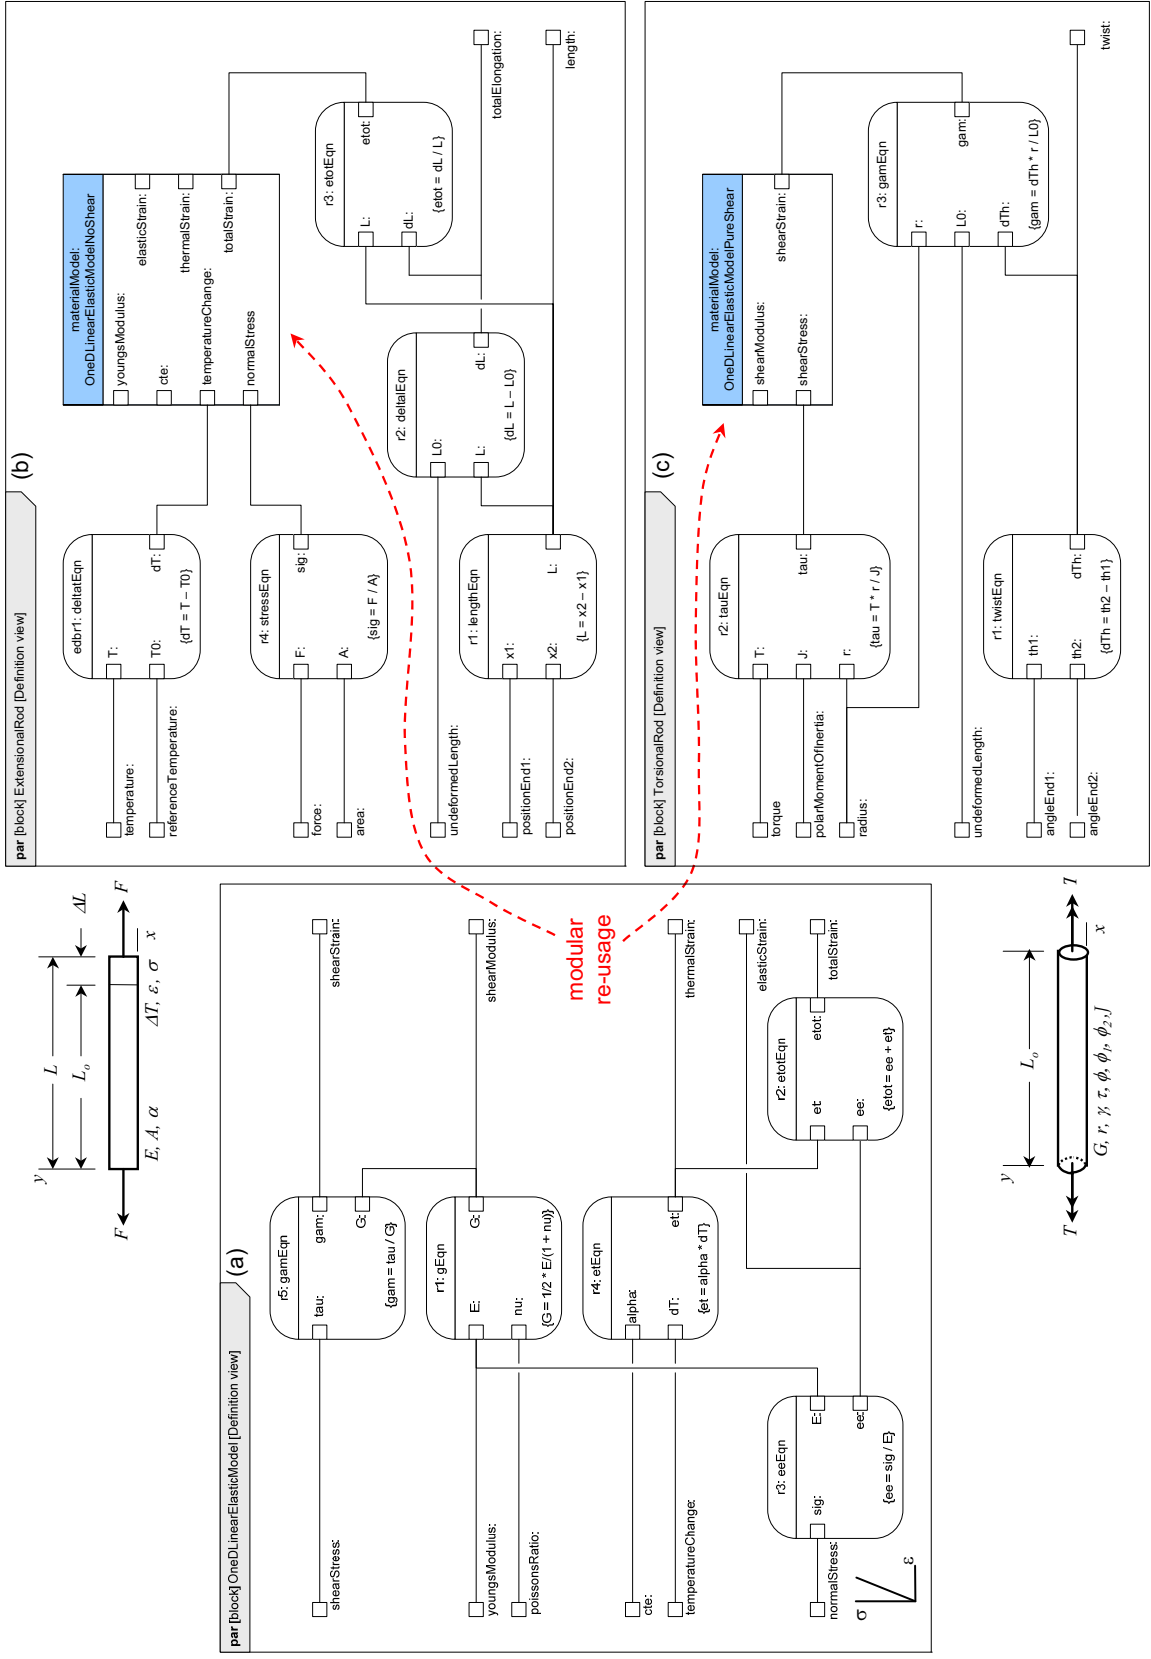 F
F
y
L
Lo
ΔL
x
E, A, α
ΔT, ε, σ
par [block] OneDLinearElasticModel [Definition view]
(a)
shearStress:
r5: gamEqn
tau:
gam:
G:
{gam = tau / G}
shearStrain:
youngsModulus:
poissonsRatio:
r1: gEqn
E:
nu:
G:
{G = 1/2 * E/(1 + nu)}
shearModulus:
cte:
temperatureChange:
r4: etEqn
alpha:
dT:
et:
{et = alpha * dT}
thermalStrain:
elasticStrain:
normalStress:
r3: eeEqn
sig:
E:
ee:
{ee = sig / E}
r2: etotEqn
et:
ee:
etot:
{etot = ee + et}
totalStrain:
σ
ε
T
T
y
Lo
x
G, r, γ, τ, ϕ, ϕ1, ϕ2, J
modular
re-usage
par [block] ExtensionalRod [Definition view]
(b)
temperature:
referenceTemperature:
edbr1: deltatEqn
T:
T0:
dT:
{dT = T – T0}
force:
area:
r4: stressEqn
F:
A:
sig:
{sig = F / A}
materialModel:
OneDLinearElasticModelNoShear
youngsModulus:
cte:
temperatureChange:
normalStress
elasticStrain:
thermalStrain:
totalStrain:
undeformedLength:
r2: deltalEqn
L0:
L:
dL:
{dL = L – L0}
positionEnd1:
positionEnd2:
r1: lengthEqn
x1:
x2:
L:
{L = x2 – x1}
r3: etotEqn
L:
dL:
etot:
{etot = dL / L}
totalElongation:
length:
par [block] TorsionalRod [Definition view]
(c)
torque
polarMomentOfInertia:
radius:
r2: tauEqn
T:
J:
r:
tau:
{tau = T * r / J}
materialModel:
OneDLinearElasticModelPureShear
shearModulus:
shearStress:
shearStrain:
undeformedLength:
r3: gamEqn
r:
L0:
dTh:
gam:
{gam = dTh * r / L0}
angleEnd1:
angleEnd2:
r1: twistEqn
th1:
th2:
dTh:
{dTh = th2 – th1}
twist: